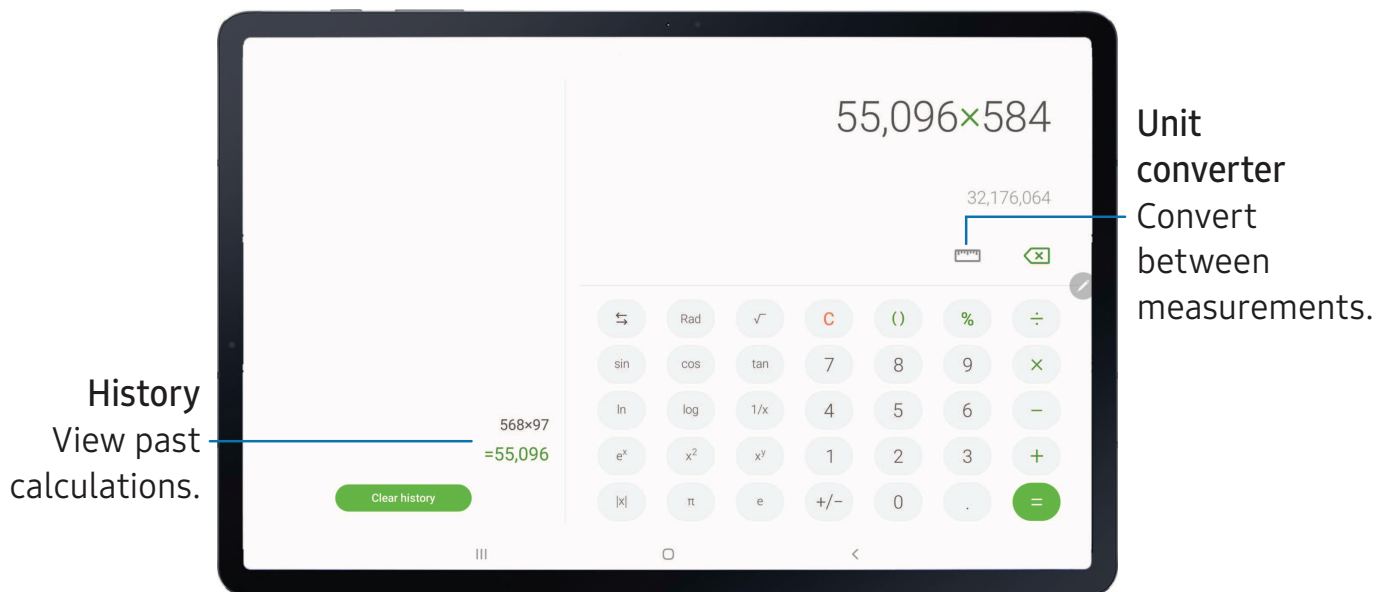 55,096×584
32,176,064
Unit
converter
Convert
between
measurements.
⇆ Rad √ C () % ÷
sin cos tan 7 8 9 ×
ln log 1/x 4 5 6 −
eˣ x² xʸ 1 2 3 +
|x| π e +/− 0 . =
History
View past
calculations.
568×97
=55,096
Clear history